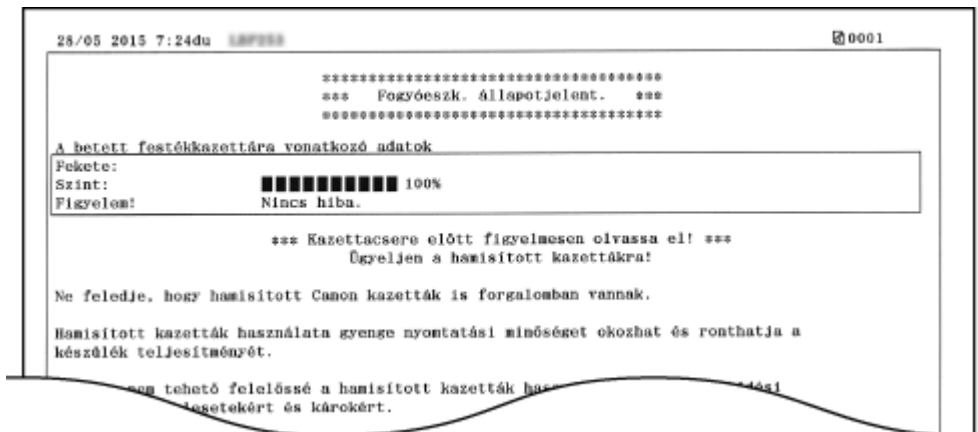 28/05 2015 7:24du 0001
************************************
*** Fogyóeszk. állapotjelent. ***
************************************
A betett festékkazettára vonatkozó adatok
Fekete:
Szint: ██████████ 100%
Figyelem! Nincs hiba.
*** Kazettacsere előtt figyelmesen olvassa el! ***
Ügyeljen a hamisított kazettákra!
Ne feledje, hogy hamisított Canon kazetták is forgalomban vannak.
Hamisított kazetták használata gyenge nyomtatási minőséget okozhat és ronthatja a
készülék teljesítményét.
nem tehető felelőssé a hamisított kazetták
és károkért.